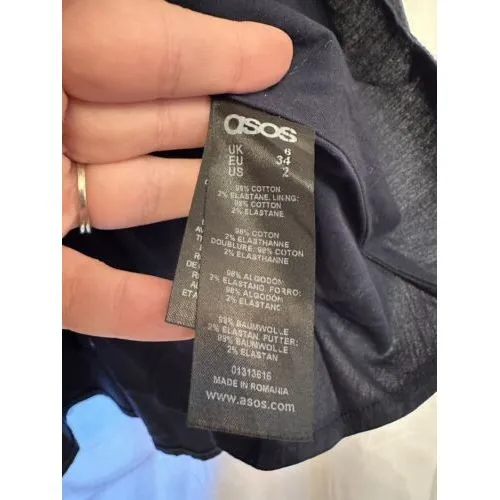 asos
UK 6
EU 34
US 2
98% COTTON
2% ELASTANE, LINING:
98% COTTON
2% ELASTANE
98% COTTON
2% ELASTHANNE
DOUBLURE: 98% COTON
2% ELASTHANNE
98% ALGODÓN
2% ELASTANO, FORRO:
98% ALGODÓN
2% ELASTANO
98% BAUMWOLLE
2% ELASTAN, FUTTER:
98% BAUMWOLLE
2% ELASTAN
01313616
MADE IN ROMANIA
www.asos.com